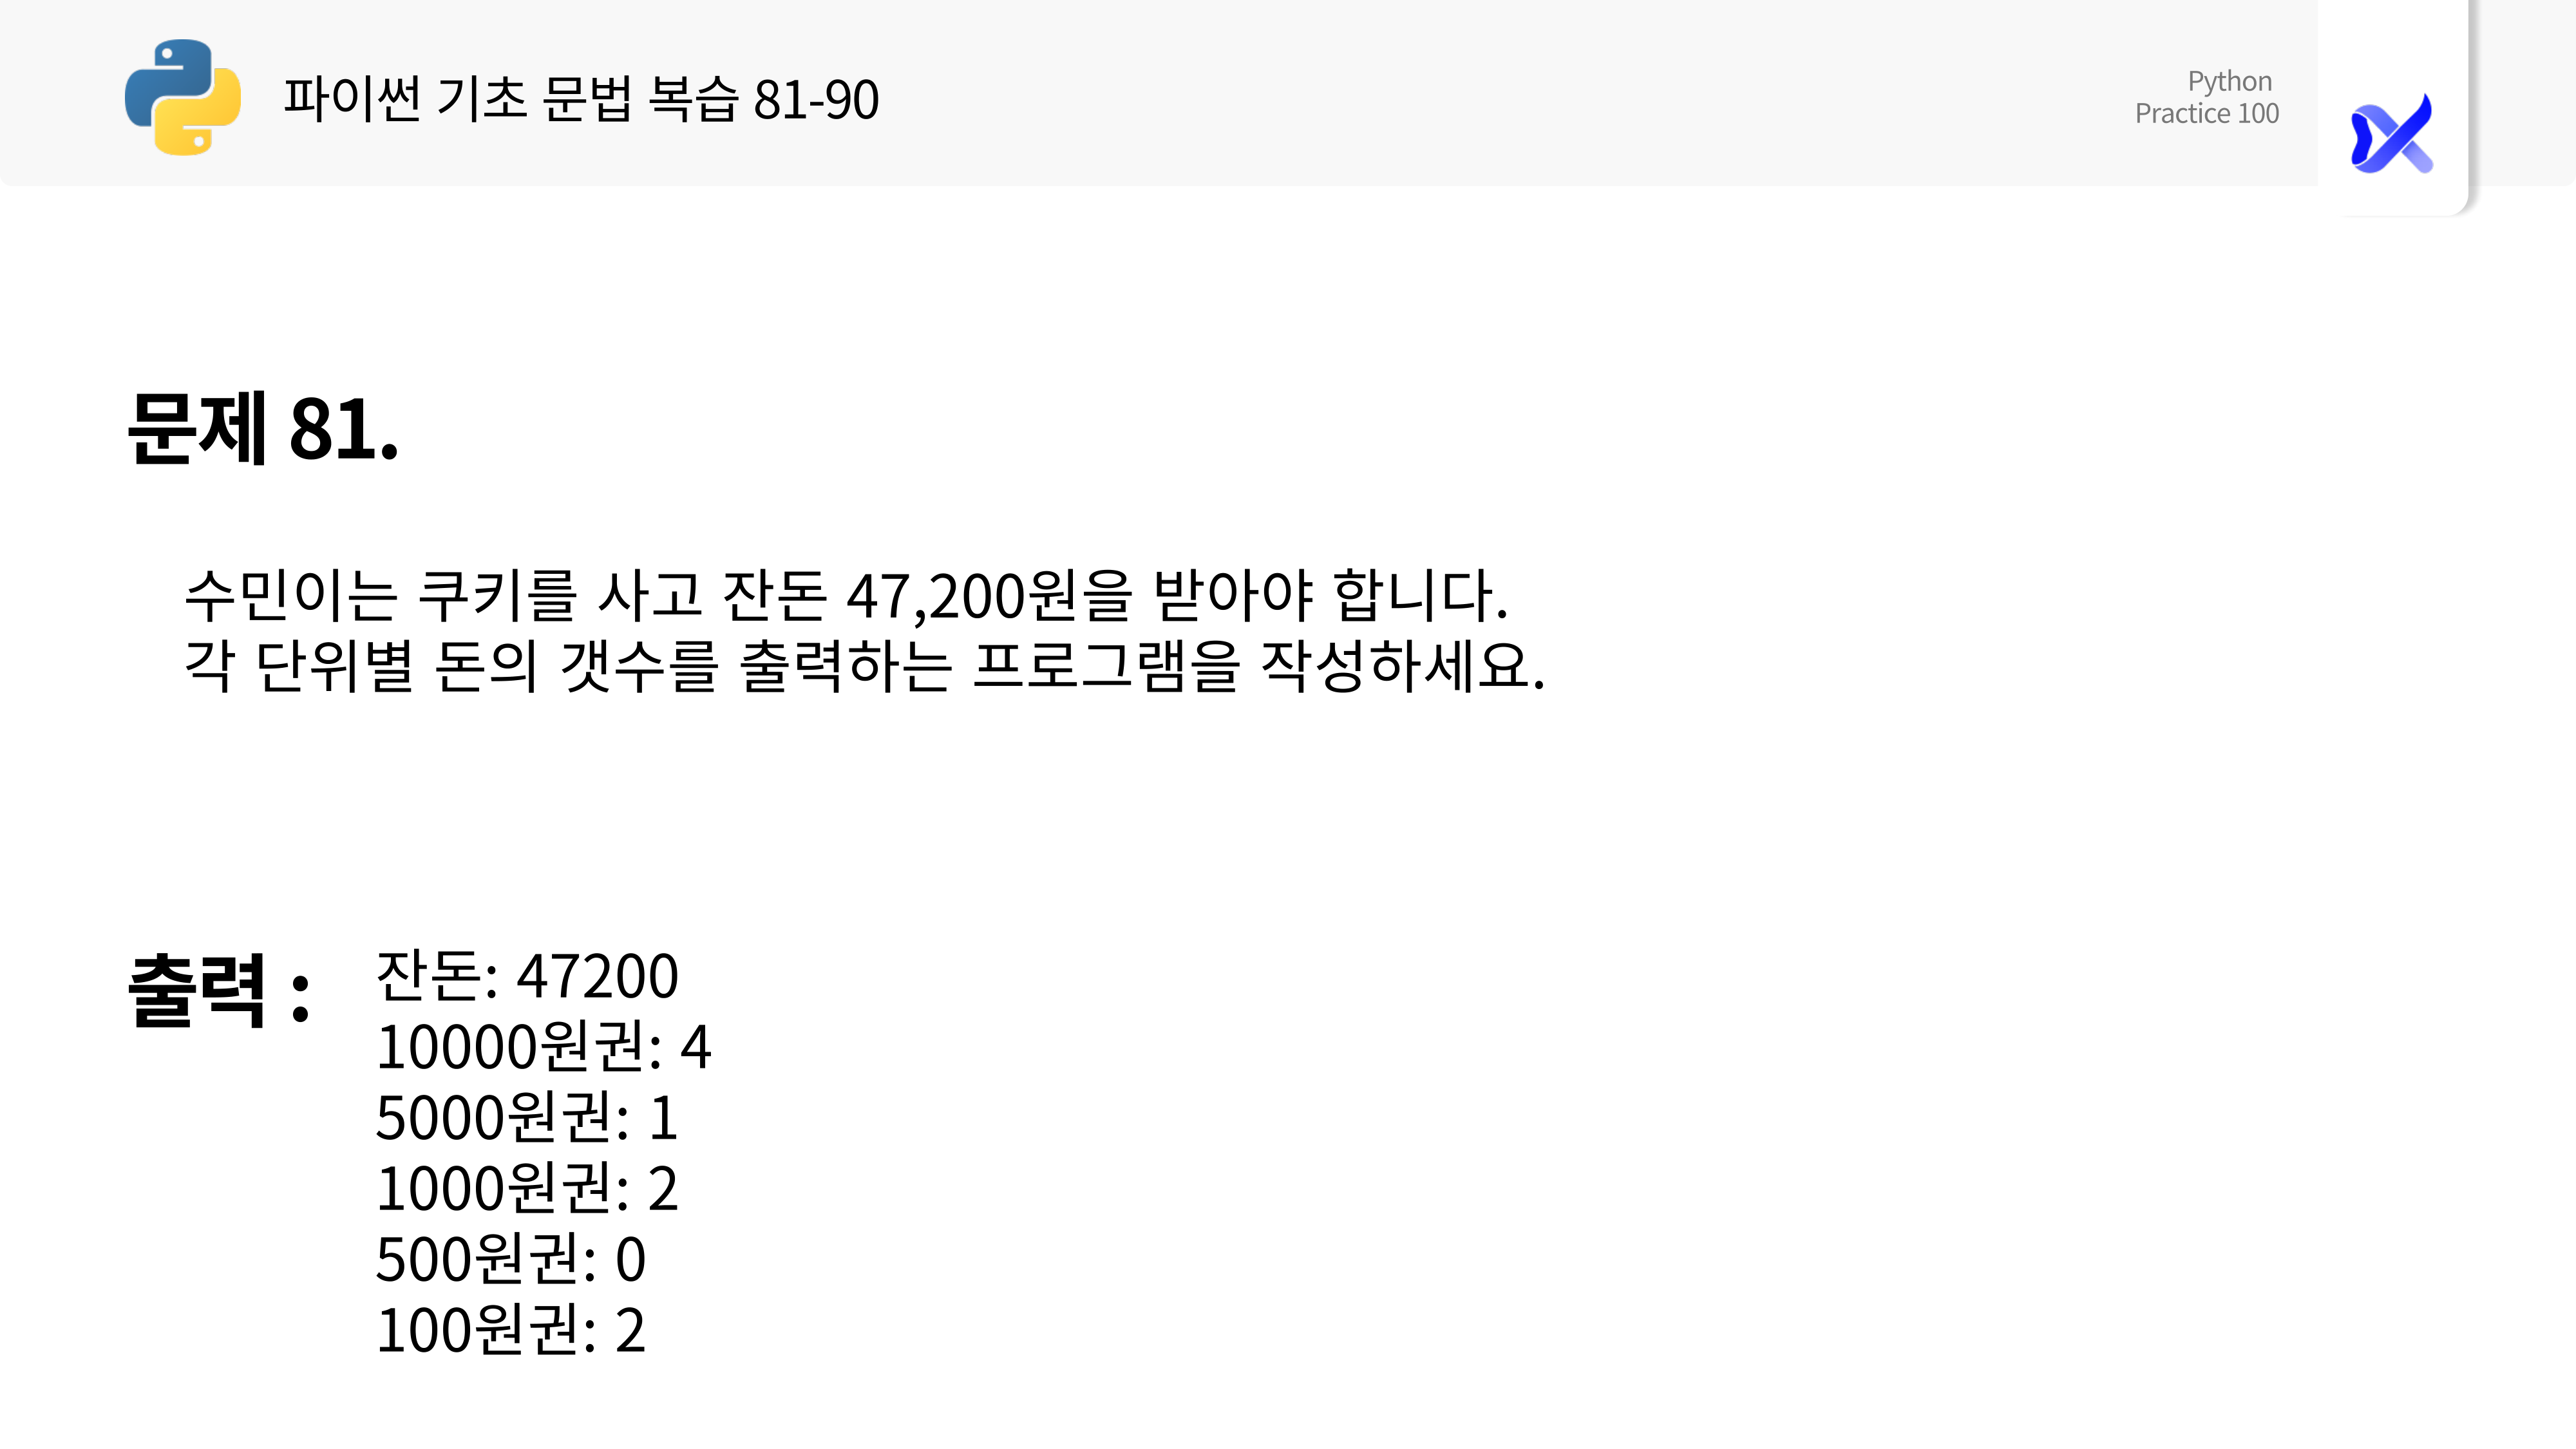 파이썬 기초 문법 복습 81-90
Python
Practice 100
문제 81.
수민이는 쿠키를 사고 잔돈 47,200원을 받아야 합니다.
각 단위별 돈의 갯수를 출력하는 프로그램을 작성하세요.
출력 :
잔돈: 47200
10000원권: 4
5000원권: 1
1000원권: 2
500원권: 0
100원권: 2